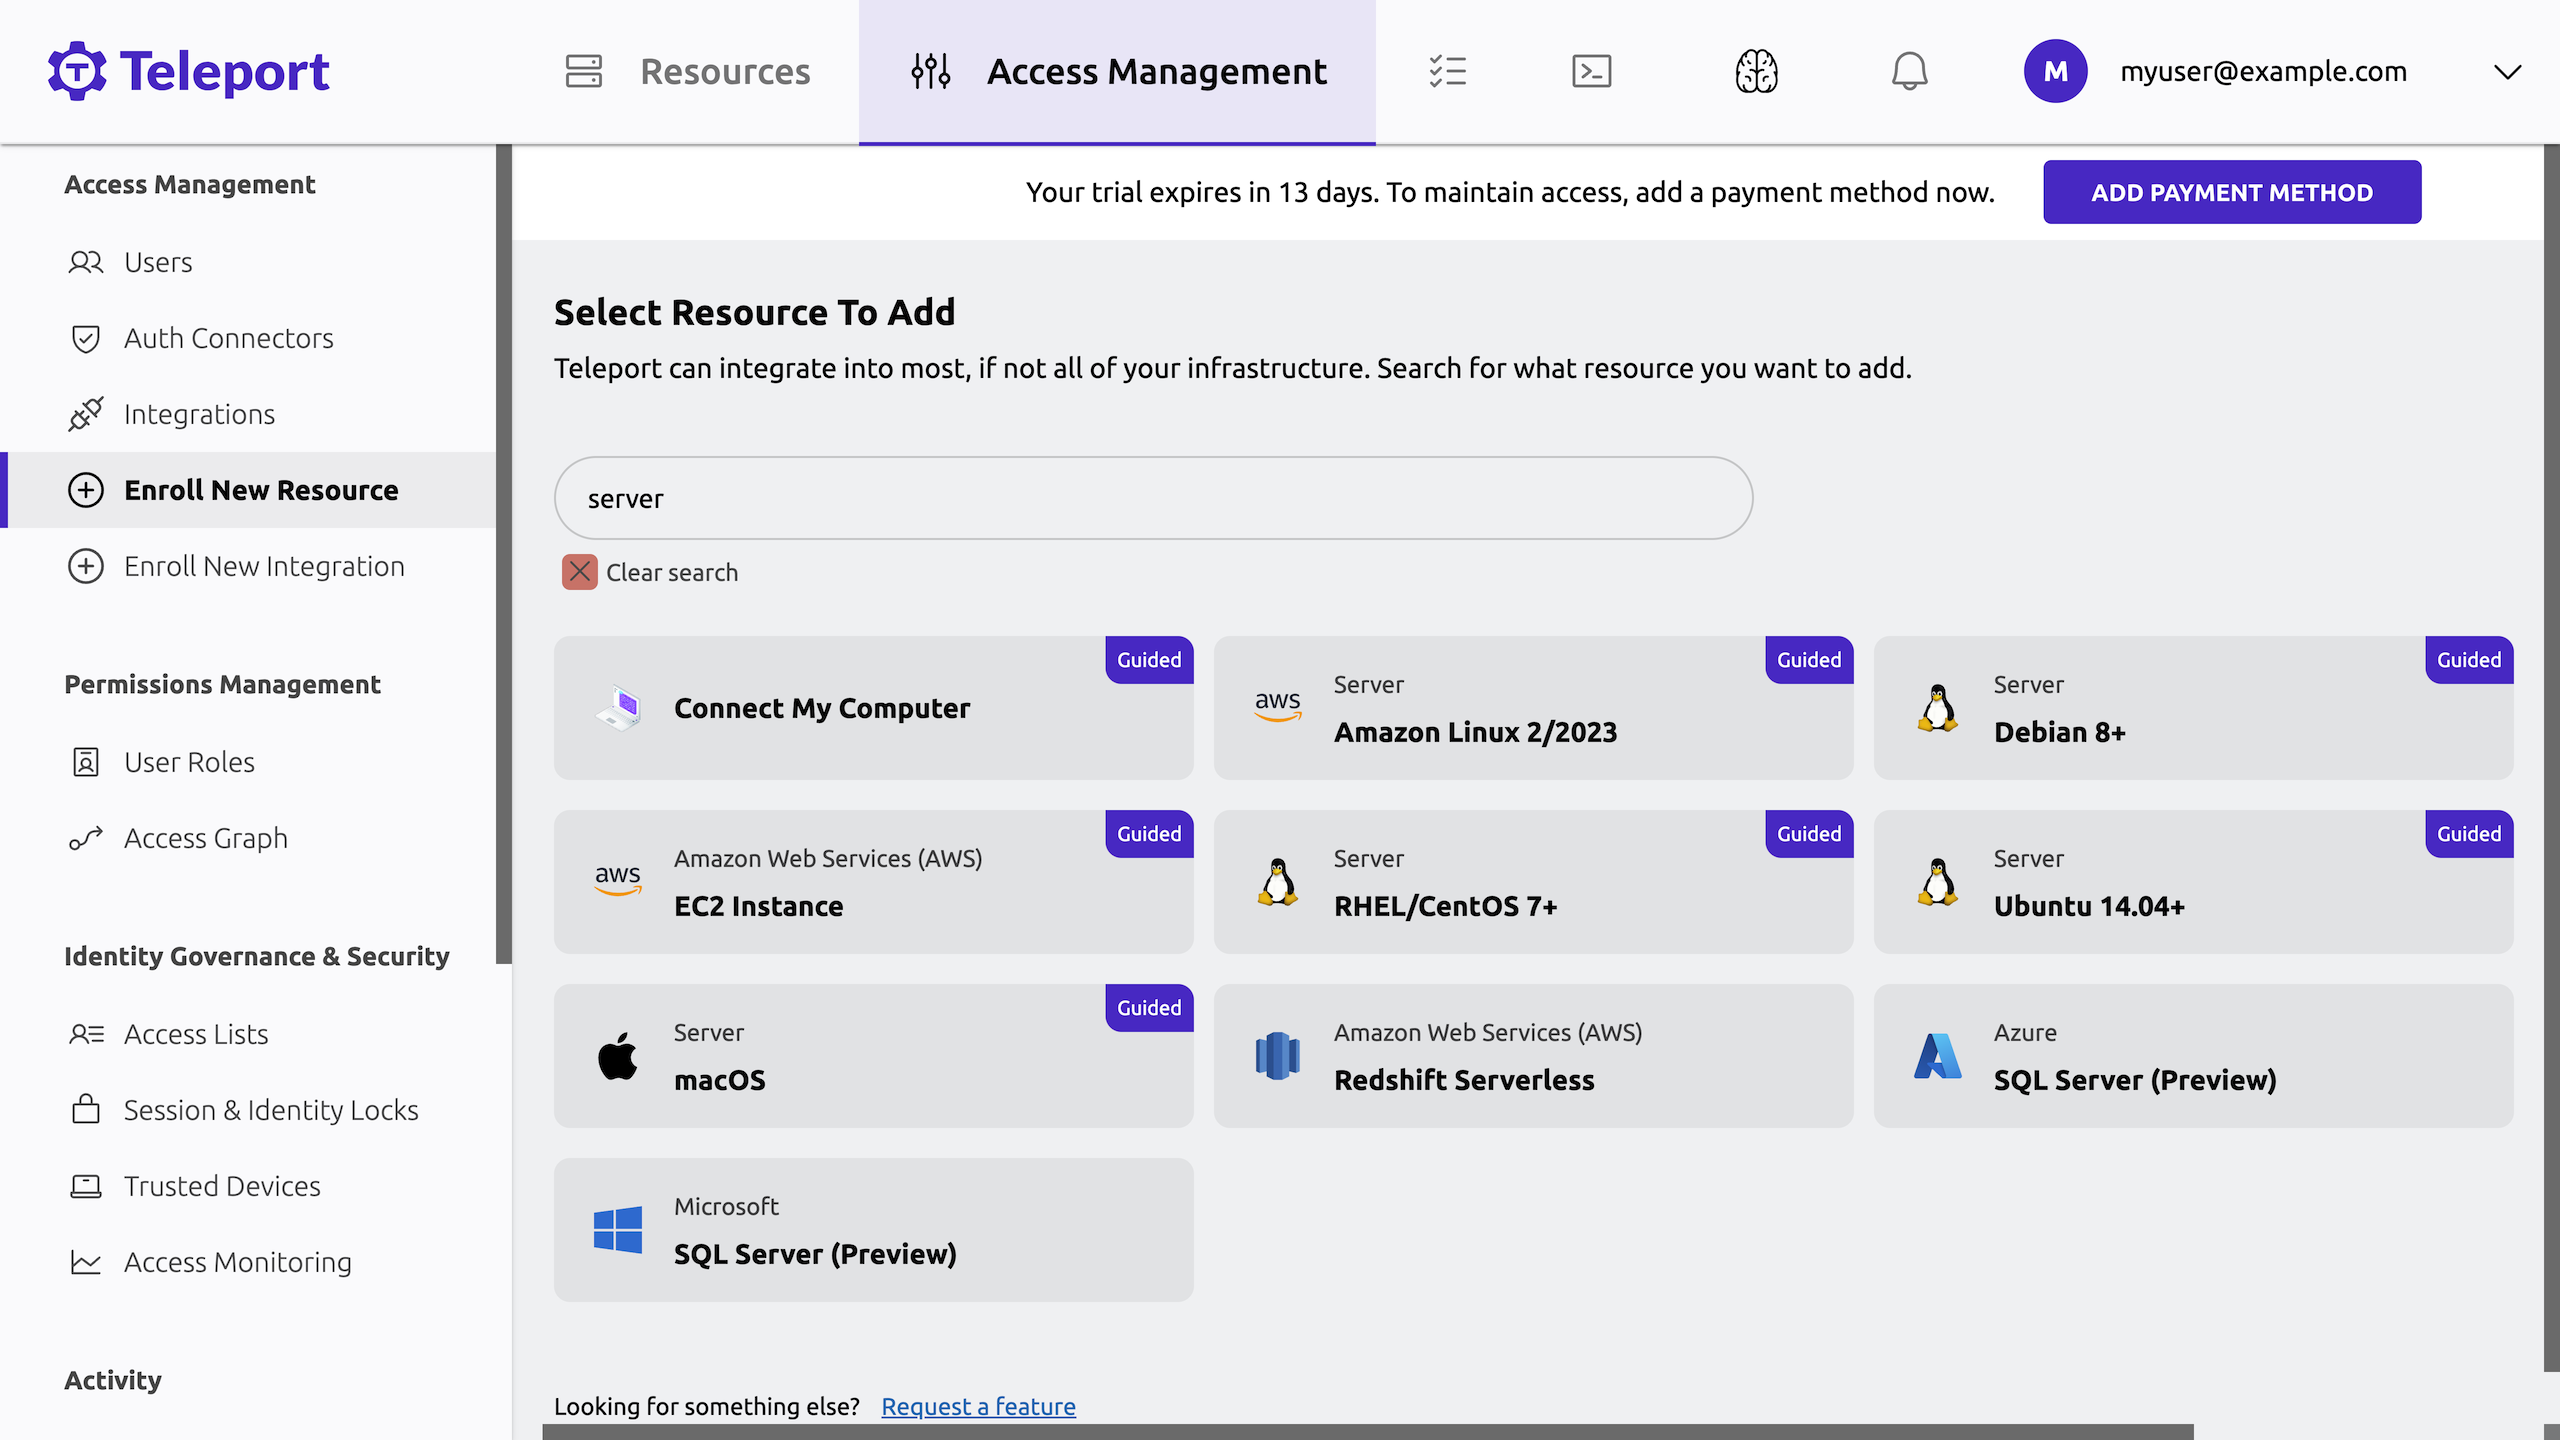 Teleport
Resources
Access Management
M
myuser@example.com
Access Management
Users
Auth Connectors
Integrations
Enroll New Resource
Enroll New Integration
Permissions Management
User Roles
Access Graph
Identity Governance & Security
Access Lists
Session & Identity Locks
Trusted Devices
Access Monitoring
Activity
Your trial expires in 13 days. To maintain access, add a payment method now.
ADD PAYMENT METHOD
Select Resource To Add
Teleport can integrate into most, if not all of your infrastructure. Search for what resource you want to add.
server
Clear search
Guided
Connect My Computer
Guided
aws
Server
Amazon Linux 2/2023
Guided
Server
Debian 8+
Guided
aws
Amazon Web Services (AWS)
EC2 Instance
Guided
Server
RHEL/CentOS 7+
Guided
Server
Ubuntu 14.04+
Guided
Server
macOS
Amazon Web Services (AWS)
Redshift Serverless
Azure
SQL Server (Preview)
Microsoft
SQL Server (Preview)
Looking for something else? Request a feature